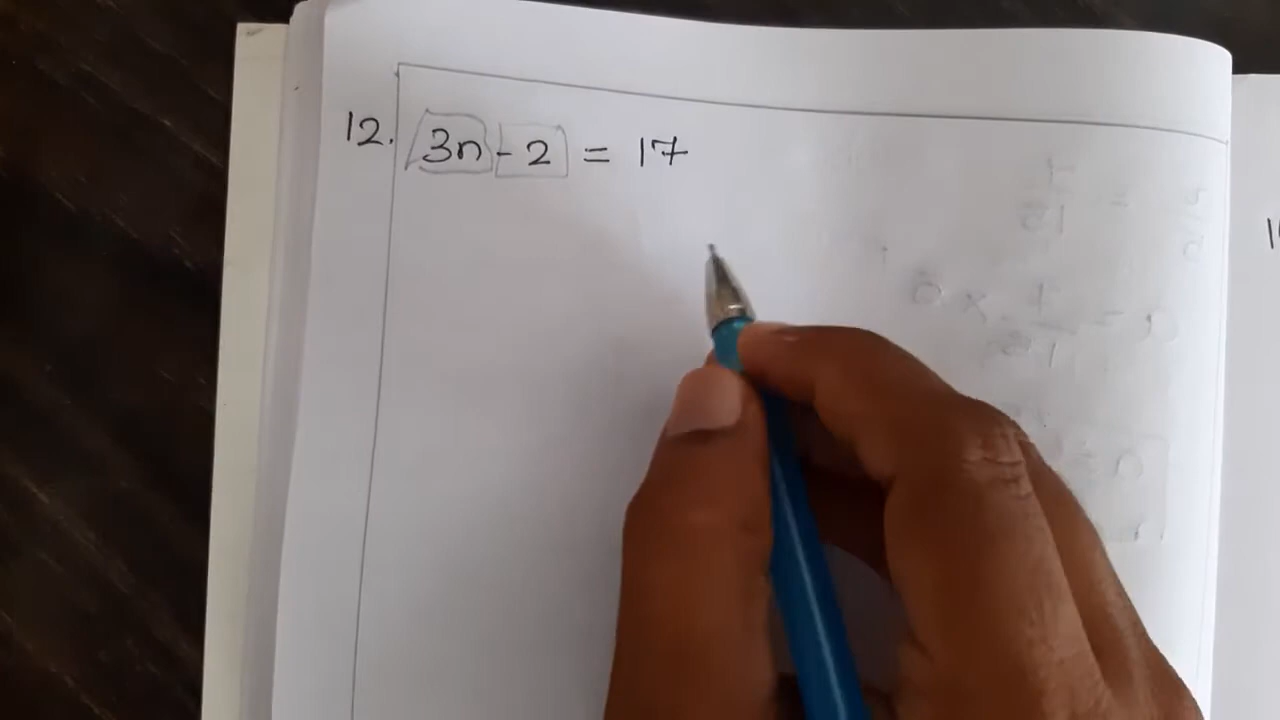 12. 3n - 2 = 17